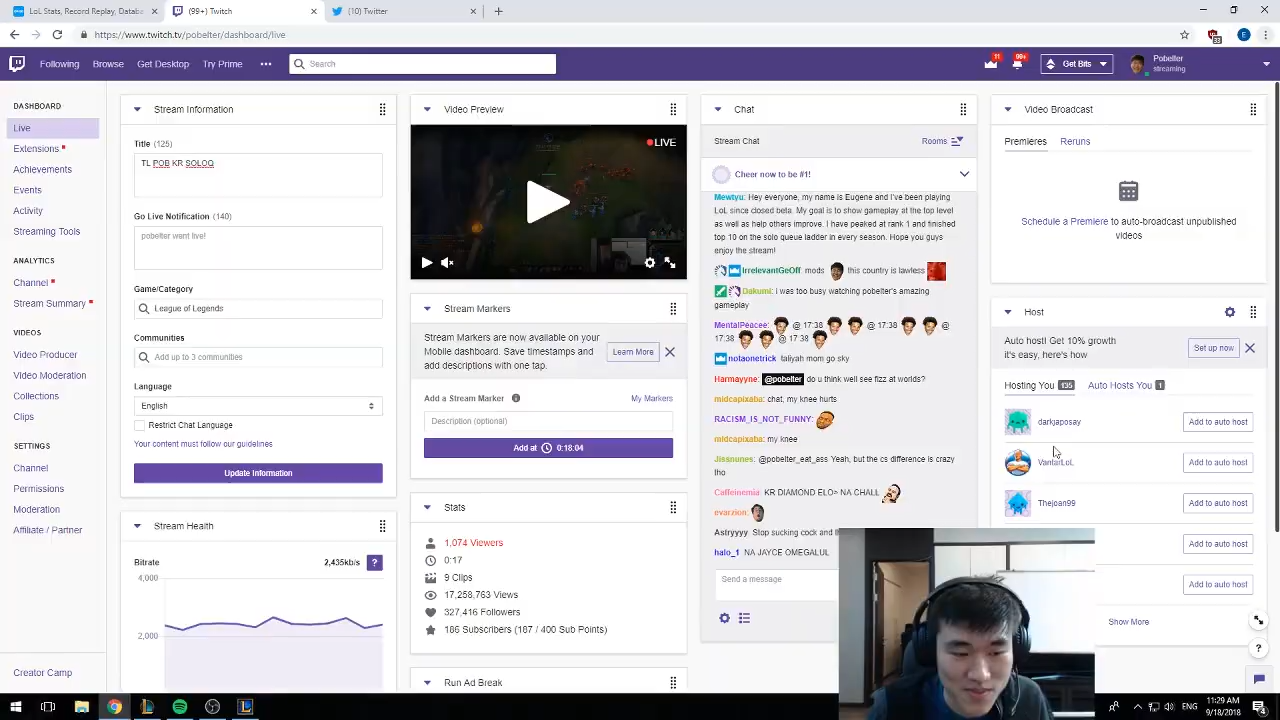 LoL Stats, Record Replay, Databa
(99+) Twitch
(10) Twitter
https://www.twitch.tv/pobelter/dashboard/live
Following
Browse
Get Desktop
Try Prime
Search
11
99+
Get Bits
Pobelter
streaming
DASHBOARD
Live
Extensions
Achievements
Events
Activity
Streaming Tools
ANALYTICS
Channel
Stream Summary
VIDEOS
Video Producer
Video Moderation
Collections
Clips
SETTINGS
Channel
Permissions
Moderation
Affiliate / Partner
Creator Camp
Stream Information
Title (125)
TL POB KR SOLOQ
Go Live Notification (140)
pobelter went live!
Game/Category
League of Legends
Communities
Add up to 3 communities
Language
English
Restrict Chat Language
Your content must follow our guidelines
Update Information
Stream Health
Bitrate
2,435kb/s
?
4,000
2,000
Video Preview
LIVE
Stream Markers
Stream Markers are now available on your
Mobile dashboard. Save timestamps and
add descriptions with one tap.
Learn More
Add a Stream Marker
My Markers
Description (optional)
Add at 0:18:04
Stats
1,074 Viewers
0:17
9 Clips
17,258,763 Views
327,416 Followers
186 Subscribers (187 / 400 Sub Points)
Run Ad Break
Chat
Stream Chat
Rooms
Cheer now to be #1!
Mewtyu: Hey everyone, my name is Eugene and I've been playing
LoL since closed beta. My goal is to show gameplay at the top level
as well as help others improve. I have peaked at rank 1 and finished
top 10 on the solo queue ladder in every season. Hope you guys
enjoy the stream!
IrrelevantGeOff: mods this country is lawless
Dakumi: i was too busy watching pobelter's amazing
gameplay
MentalPeacee: @ 17:38 @ 17:38 @
17:38 @ 17:38
notaonetrick: taliyah mom go sky
Harmayyne: @pobelter do u think well see fizz at worlds?
midcapixaba: chat, my knee hurts
RACISM_IS_NOT_FUNNY:
midcapixaba: my knee
Jissnunes: @pobelter_eat_ass Yeah, but the cs difference is crazy
tho
Caffeinemia: KR DIAMOND ELO> NA CHALL
evarzion:
Astryyyy: Stop sucking cock and th
halo_1: NA JAYCE OMEGALUL
Send a message
Video Broadcast
Premieres
Reruns
Schedule a Premiere to auto-broadcast unpublished
videos
Host
Auto host! Get 10% growth
it's easy, here's how
Set up now
Hosting You 135
Auto Hosts You 1
darkjaposay
Add to auto host
VantarLoL
Add to auto host
Thejoan99
Add to auto host
Add to auto host
Add to auto host
Show More
?
ENG
11:29 AM
9/18/2018